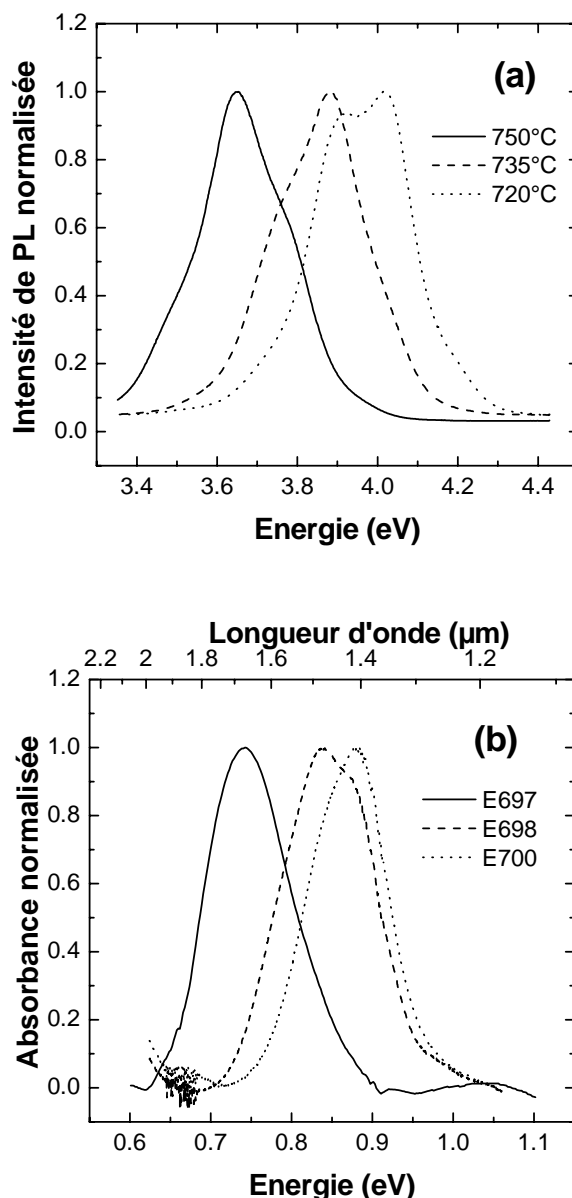 (a)
1.2
1.0
0.8
0.6
0.4
0.2
0.0
Intensité de PL normalisée
750°C
735°C
720°C
3.4 3.6 3.8 4.0 4.2 4.4
Energie (eV)
Longueur d'onde (µm)
2.2 2 1.8 1.6 1.4 1.2
(b)
1.2
1.0
0.8
0.6
0.4
0.2
0.0
Absorbance normalisée
E697
E698
E700
0.6 0.7 0.8 0.9 1.0 1.1
Energie (eV)